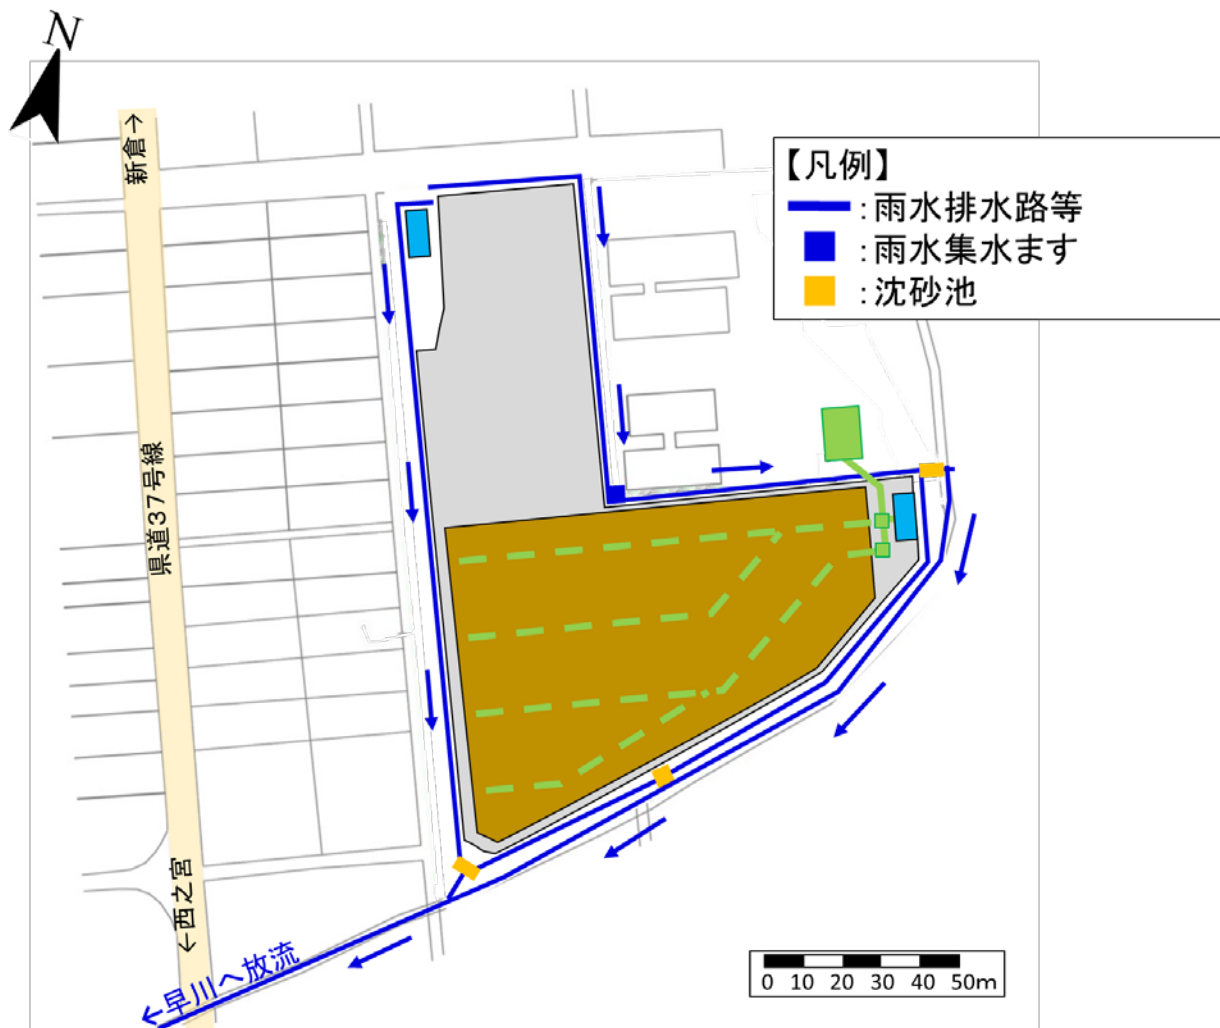 N
新倉→
【凡例】
：雨水排水路等
：雨水集水ます
：沈砂池
県道37号線
←西之宮
←早川へ放流
0 10 20 30 40 50m